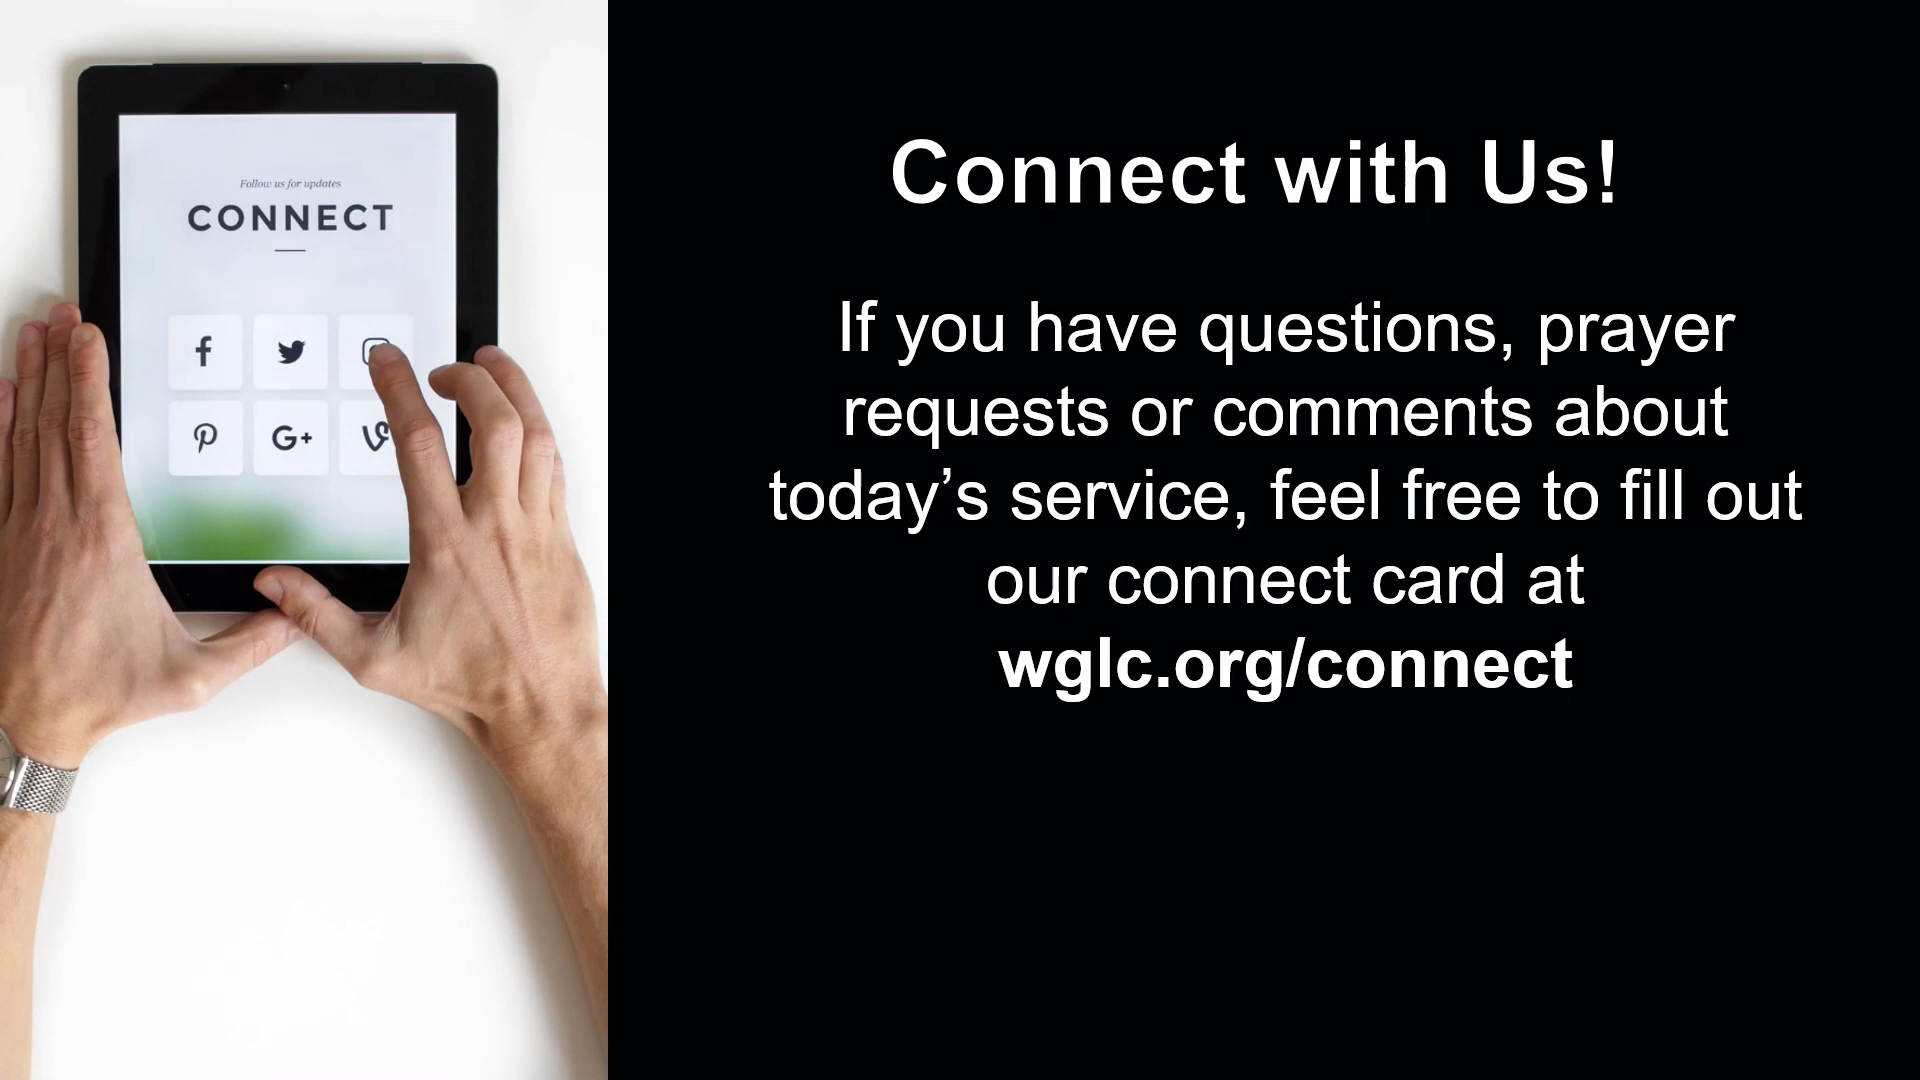 Follow us for updates
CONNECT
G+
Connect with Us!
If you have questions, prayer
requests or comments about
today’s service, feel free to fill out
our connect card at
wglc.org/connect